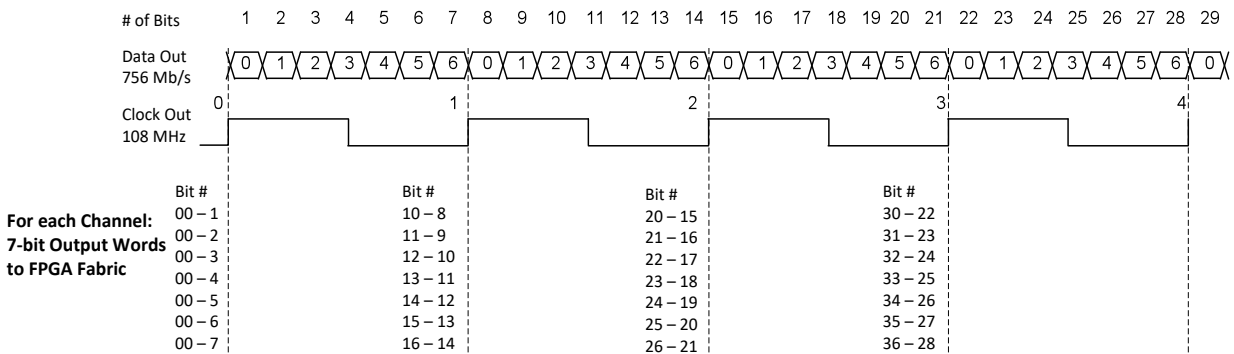 # of Bits 1 2 3 4 5 6 7 8 9 10 11 12 13 14 15 16 17 18 19 20 21 22 23 24 25 26 27 28 29
Data Out
756 Mb/s
0 1 2 3 4 5 6 0 1 2 3 4 5 6 0 1 2 3 4 5 6 0 1 2 3 4 5 6 0
0 1 2 3 4
Clock Out
108 MHz
For each Channel:
7-bit Output Words
to FPGA Fabric
Bit #
00 – 1
00 – 2
00 – 3
00 – 4
00 – 5
00 – 6
00 – 7
Bit #
10 – 8
11 – 9
12 – 10
13 – 11
14 – 12
15 – 13
16 – 14
Bit #
20 – 15
21 – 16
22 – 17
23 – 18
24 – 19
25 – 20
26 – 21
Bit #
30 – 22
31 – 23
32 – 24
33 – 25
34 – 26
35 – 27
36 – 28